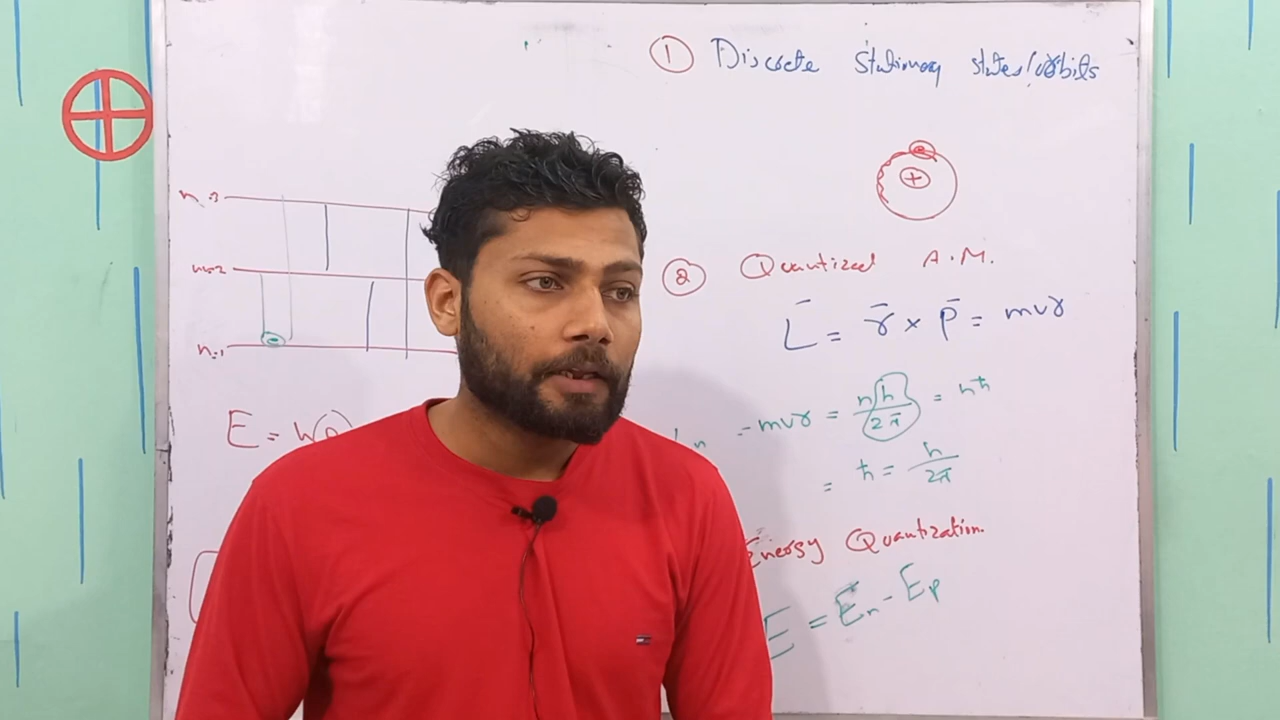 ① Discrete stationary states/orbits
+
n=3
n=2
n=1
② Quantized A.M.
L̄ = r̄ × p̄ = mvr
n = mvr = nh/2π = nħ
= ħ = h/2π
E = h
Energy Quantization
E = Eₙ - Eₚ